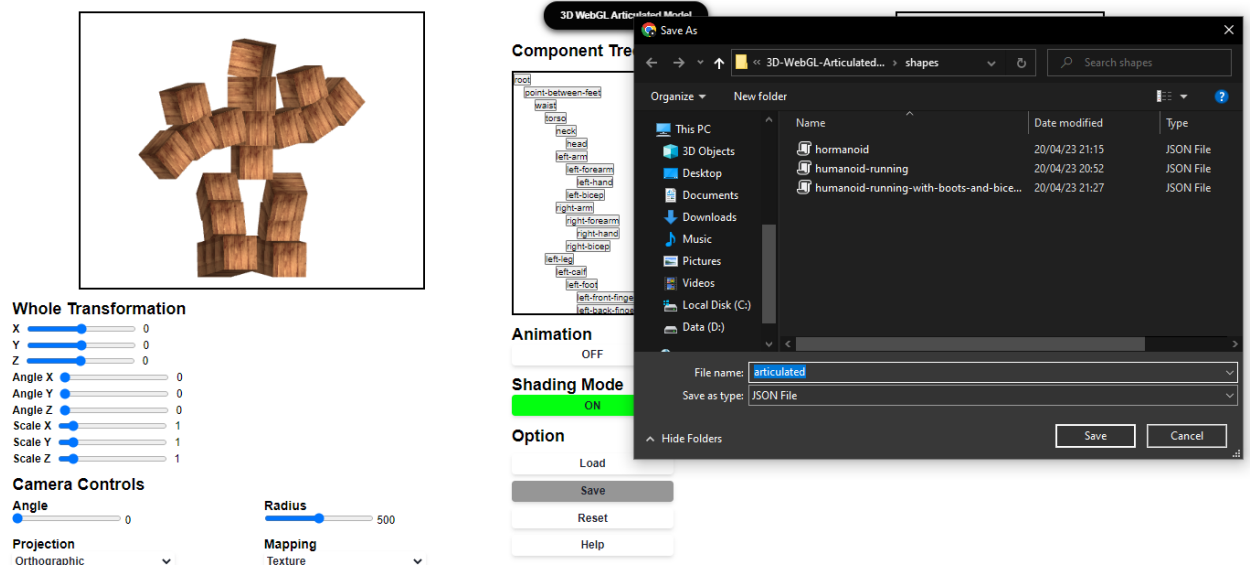 3D WebGL Articulated Model
Component Tree
root
point-between-feet
waist
torso
neck
head
left-arm
left-forearm
left-hand
left-bicep
right-arm
right-forearm
right-hand
right-bicep
left-leg
left-calf
left-foot
left-front-finge
left-back-finge
Animation
OFF
Shading Mode
ON
Option
Load
Save
Reset
Help
Whole Transformation
X 0
Y 0
Z 0
Angle X 0
Angle Y 0
Angle Z 0
Scale X 1
Scale Y 1
Scale Z 1
Camera Controls
Angle Radius
0 500
Projection Mapping
Orthographic Texture
Save As
« 3D-WebGL-Articulated... › shapes
Search shapes
Organize New folder
This PC
3D Objects
Desktop
Documents
Downloads
Music
Pictures
Videos
Local Disk (C:)
Data (D:)
Name Date modified Type
hormanoid 20/04/23 21:15 JSON File
humanoid-running 20/04/23 20:52 JSON File
humanoid-running-with-boots-and-bice... 20/04/23 21:27 JSON File
File name: articulated
Save as type: JSON File
Hide Folders Save Cancel